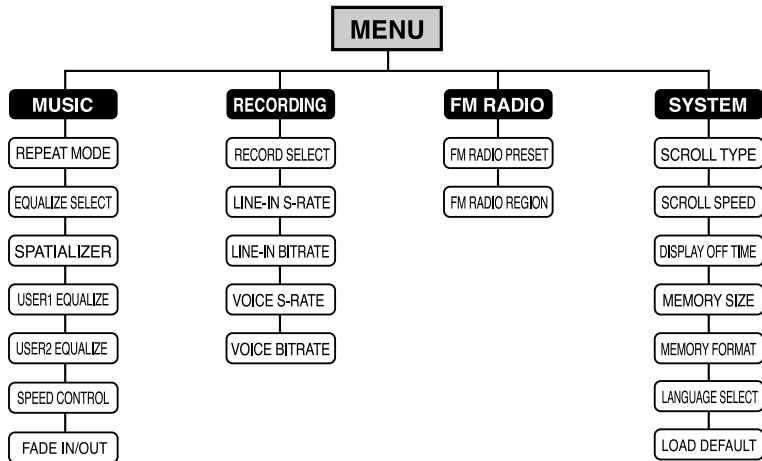 MENU
MUSIC
REPEAT MODE
EQUALIZE SELECT
SPATIALIZER
USER1 EQUALIZE
USER2 EQUALIZE
SPEED CONTROL
FADE IN/OUT
RECORDING
RECORD SELECT
LINE-IN S-RATE
LINE-IN BITRATE
VOICE S-RATE
VOICE BITRATE
FM RADIO
FM RADIO PRESET
FM RADIO REGION
SYSTEM
SCROLL TYPE
SCROLL SPEED
DISPLAY OFF TIME
MEMORY SIZE
MEMORY FORMAT
LANGUAGE SELECT
LOAD DEFAULT